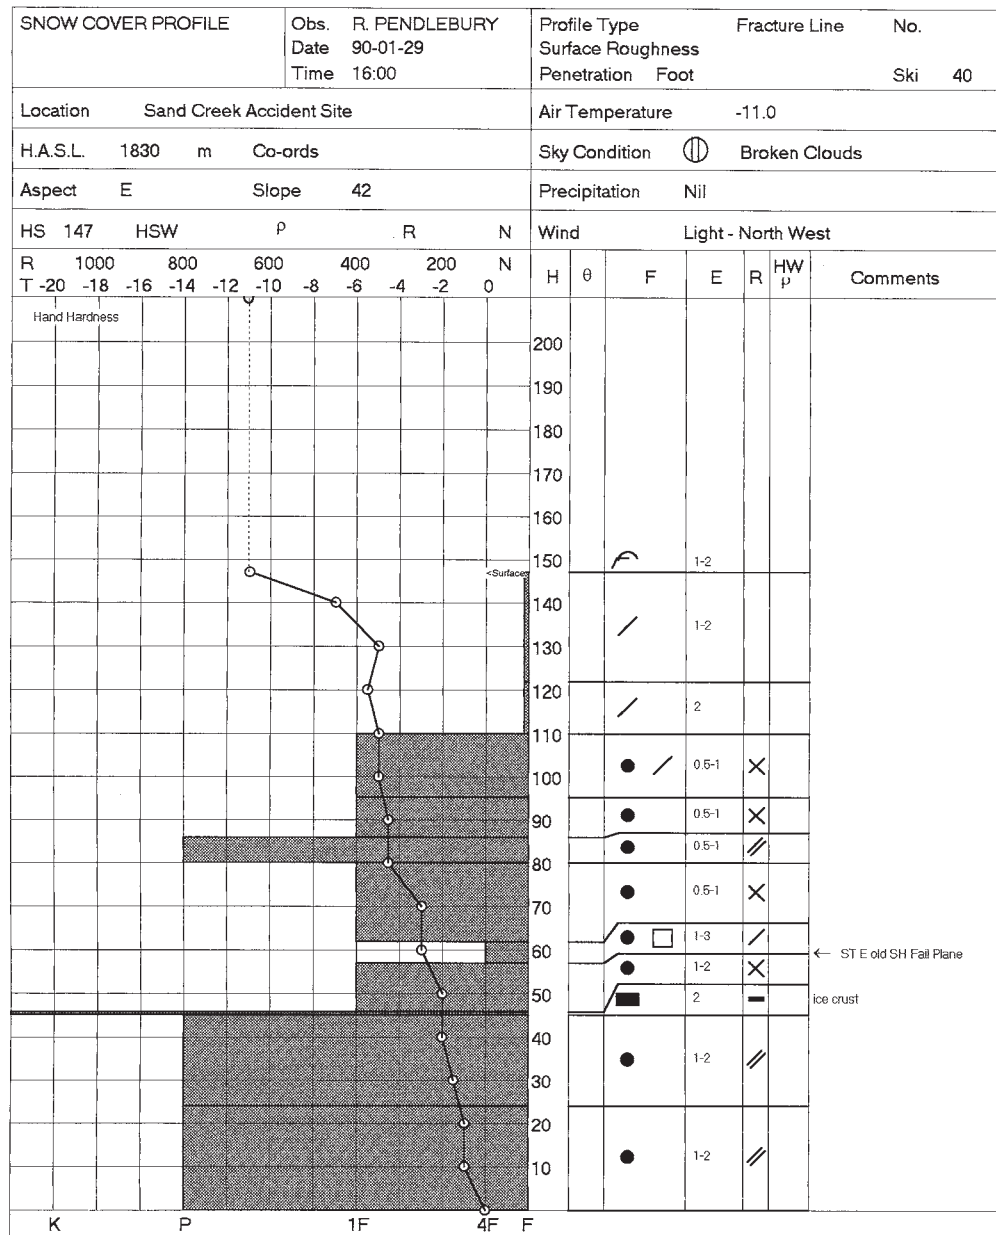 SNOW COVER PROFILE
Obs. R. PENDLEBURY
Date 90-01-29
Time 16:00
Profile Type Fracture Line No.
Surface Roughness
Penetration Foot Ski 40
Location Sand Creek Accident Site
Air Temperature -11.0
H.A.S.L. 1830 m Co-ords
Sky Condition Broken Clouds
Aspect E Slope 42
Precipitation Nil
HS 147 HSW ρ R N
Wind Light - North West
R 1000 800 600 400 200 N
T -20 -18 -16 -14 -12 -10 -8 -6 -4 -2 0
H θ F E R HW ρ Comments
Hand Hardness
200
190
180
170
160
150 1-2
<Surface
140
1-2
130
120
2
110
0.5-1
100
0.5-1
90
0.5-1
80
0.5-1
70
1-3
60
← ST E old SH Fail Plane
1-2
50
2 ice crust
40
1-2
30
20
1-2
10
K P 1F 4F F